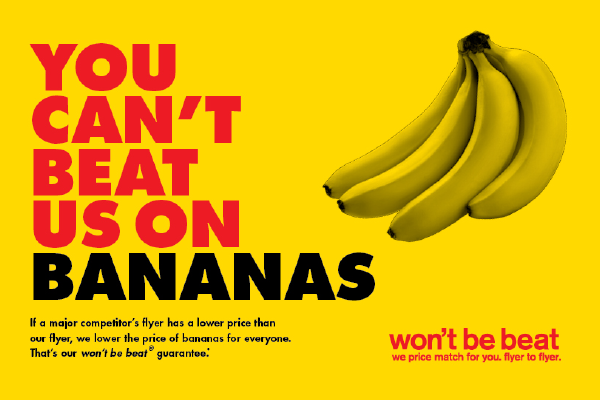 YOU
CAN'T
BEAT
US ON
BANANAS
If a major competitor's flyer has a lower price than
our flyer, we lower the price of bananas for everyone.
That's our won't be beat® guarantee.*
won't be beat
we price match for you. flyer to flyer.